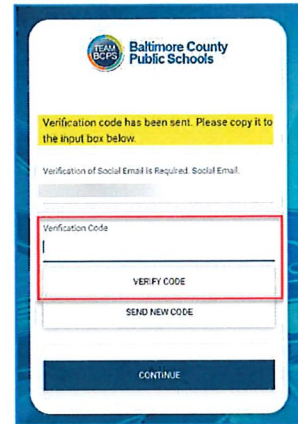 TEAM
BCPS
Baltimore County
Public Schools
Verification code has been sent. Please copy it to
the input box below.
Verification of Social Email is Required. Social Email.
Verification Code
VERIFY CODE
SEND NEW CODE
CONTINUE